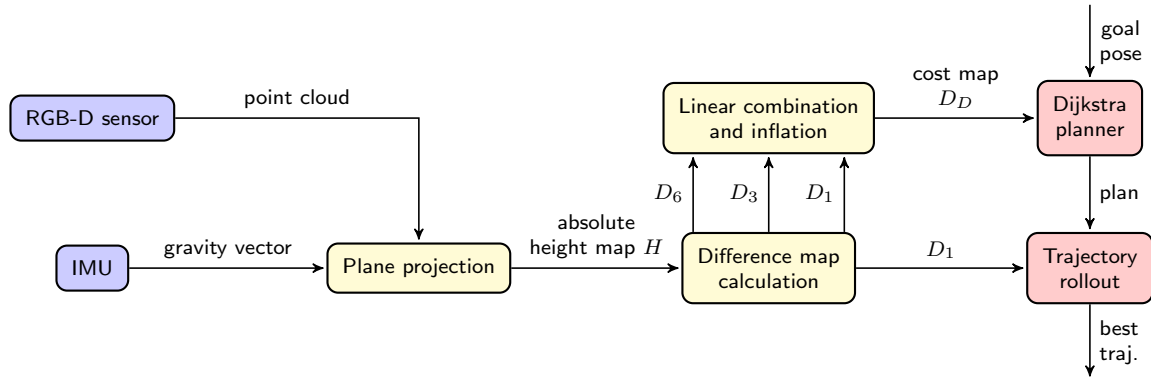 goal
pose
cost map
D_D
point cloud
RGB-D sensor
Linear combination
and inflation
Dijkstra
planner
D_6
D_3
D_1
plan
absolute
height map H
gravity vector
IMU
Plane projection
Difference map
calculation
D_1
Trajectory
rollout
best
traj.